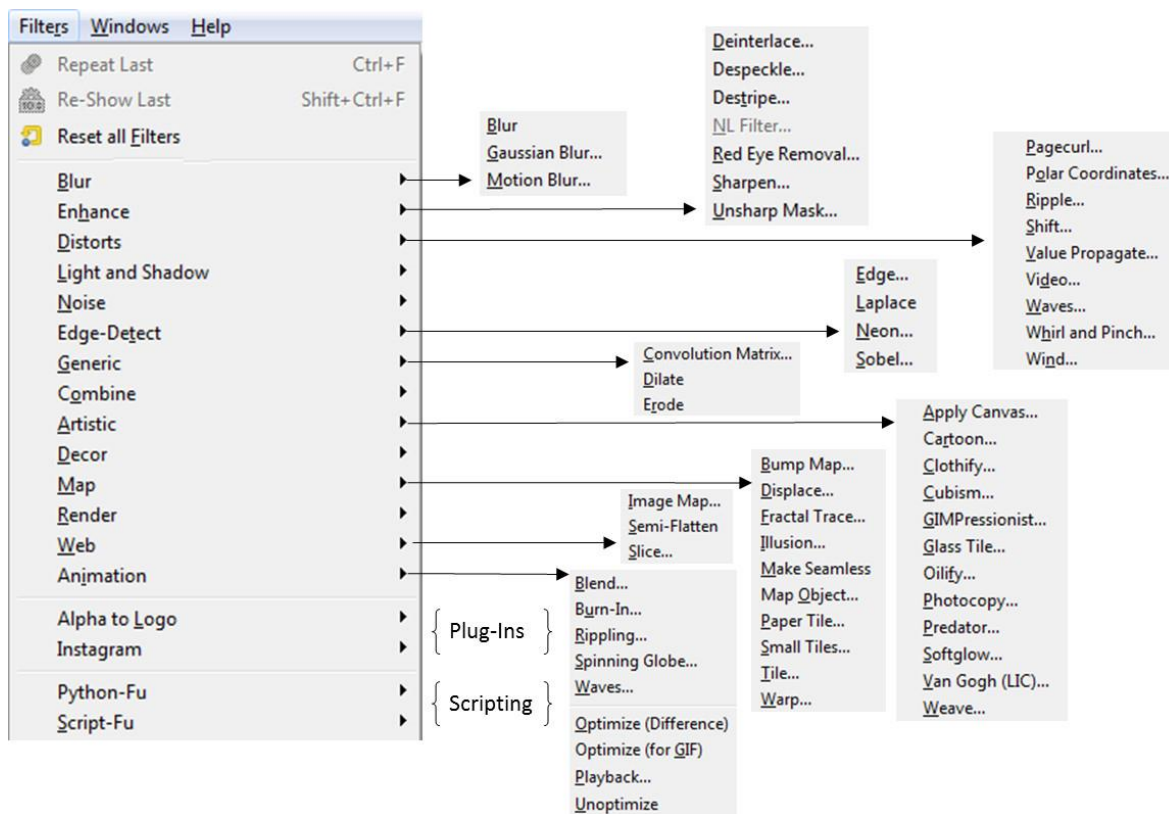 Filters Windows Help
Repeat Last Ctrl+F
Re-Show Last Shift+Ctrl+F
Reset all Filters
Blur
Enhance
Distorts
Light and Shadow
Noise
Edge-Detect
Generic
Combine
Artistic
Decor
Map
Render
Web
Animation
Alpha to Logo
Instagram
Python-Fu
Script-Fu
Plug-Ins
Scripting
Blur
Gaussian Blur...
Motion Blur...
Deinterlace...
Despeckle...
Destripe...
NL Filter...
Red Eye Removal...
Sharpen...
Unsharp Mask...
Pagecurl...
Polar Coordinates...
Ripple...
Shift...
Value Propagate...
Video...
Waves...
Whirl and Pinch...
Wind...
Edge...
Laplace
Neon...
Sobel...
Convolution Matrix...
Dilate
Erode
Apply Canvas...
Cartoon...
Clothify...
Cubism...
GIMPressionist...
Glass Tile...
Oilify...
Photocopy...
Predator...
Softglow...
Van Gogh (LIC)...
Weave...
Bump Map...
Displace...
Fractal Trace...
Illusion...
Make Seamless
Map Object...
Paper Tile...
Small Tiles...
Tile...
Warp...
Image Map...
Semi-Flatten
Slice...
Blend...
Burn-In...
Rippling...
Spinning Globe...
Waves...
Optimize (Difference)
Optimize (for GIF)
Playback...
Unoptimize